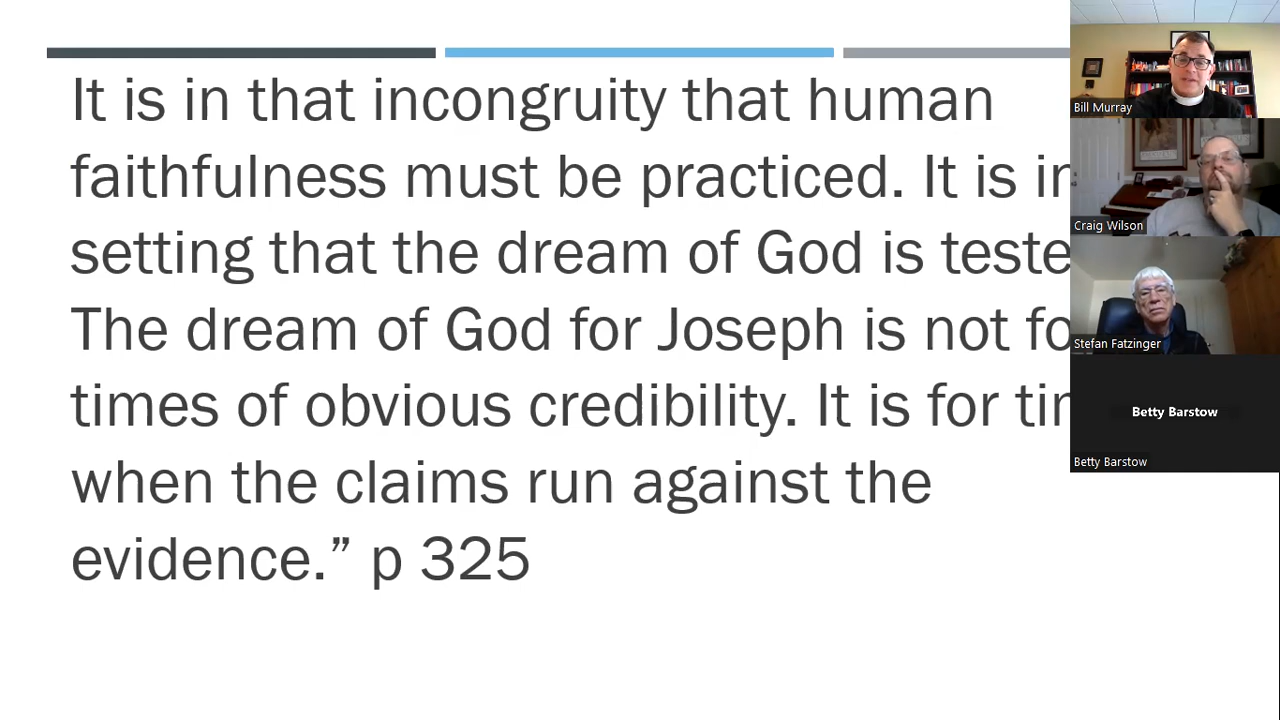 It is in that incongruity that human
faithfulness must be practiced. It is in
setting that the dream of God is teste
The dream of God for Joseph is not fo
times of obvious credibility. It is for
when the claims run against the
evidence.” p 325
Bill Murray
Craig Wilson
Stefan Fatzinger
Betty Barstow
Betty Barstow